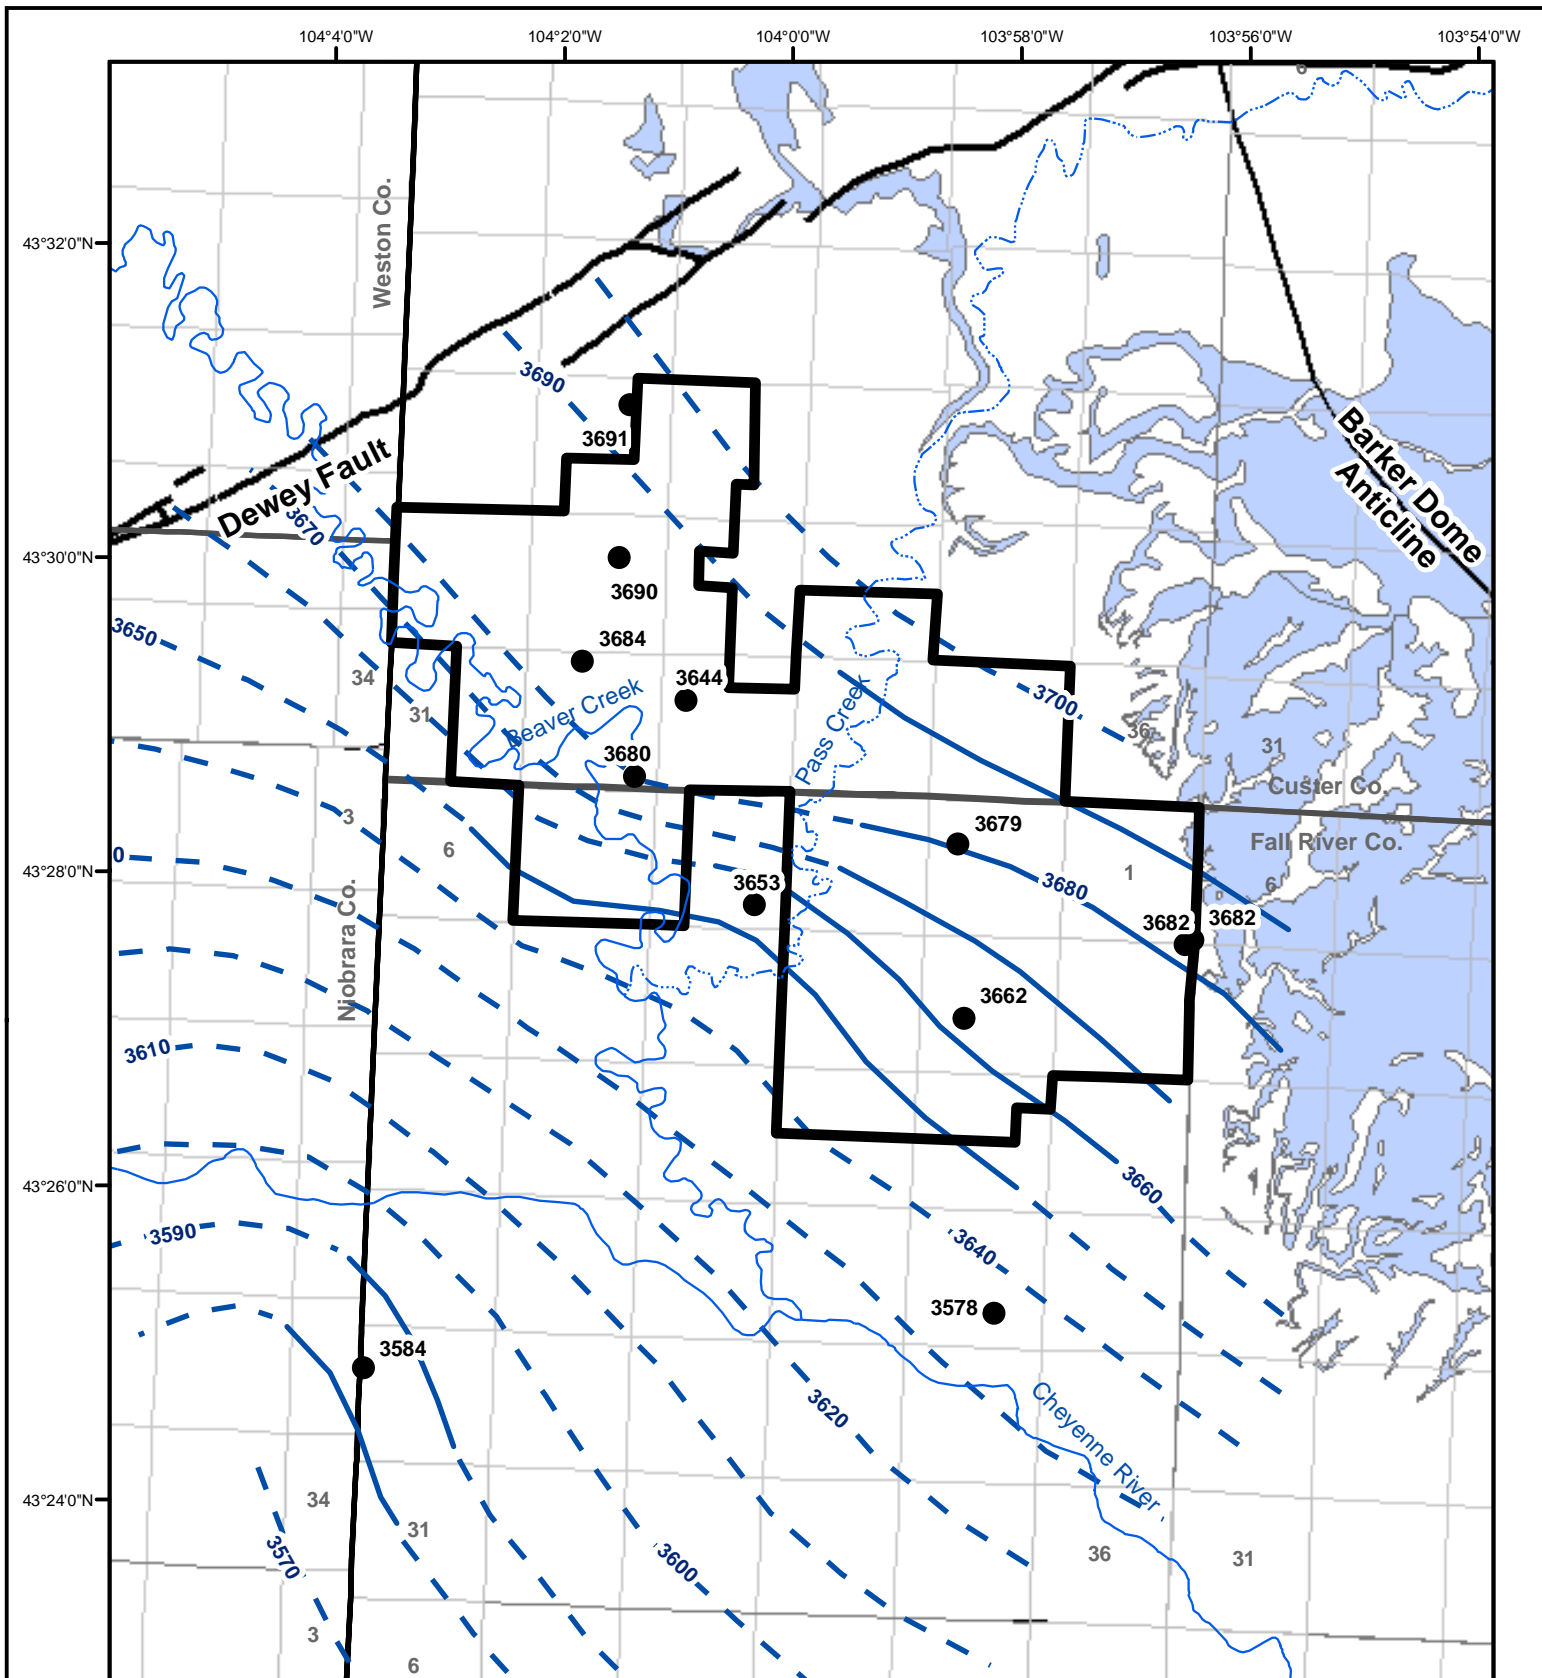 104°4'0"W
104°2'0"W
104°0'0"W
103°58'0"W
103°56'0"W
103°54'0"W
6
Weston Co.
43°32'0"N
3690
3691
Dewey Fault
3670
Barker Dome
Anticline
43°30'0"N
3690
3650
3684
3644
34
31
Beaver Creek
Pass Creek
3700
36
31
3680
Custer Co.
3
6
3679
Fall River Co.
0
43°28'0"N
3653
3680
1
6
3682
3682
Niobrara Co.
3662
3610
43°26'0"N
3660
3590
3640
3578
3584
3620
Cheyenne River
43°24'0"N
34
31
3570
3600
36
31
3
6